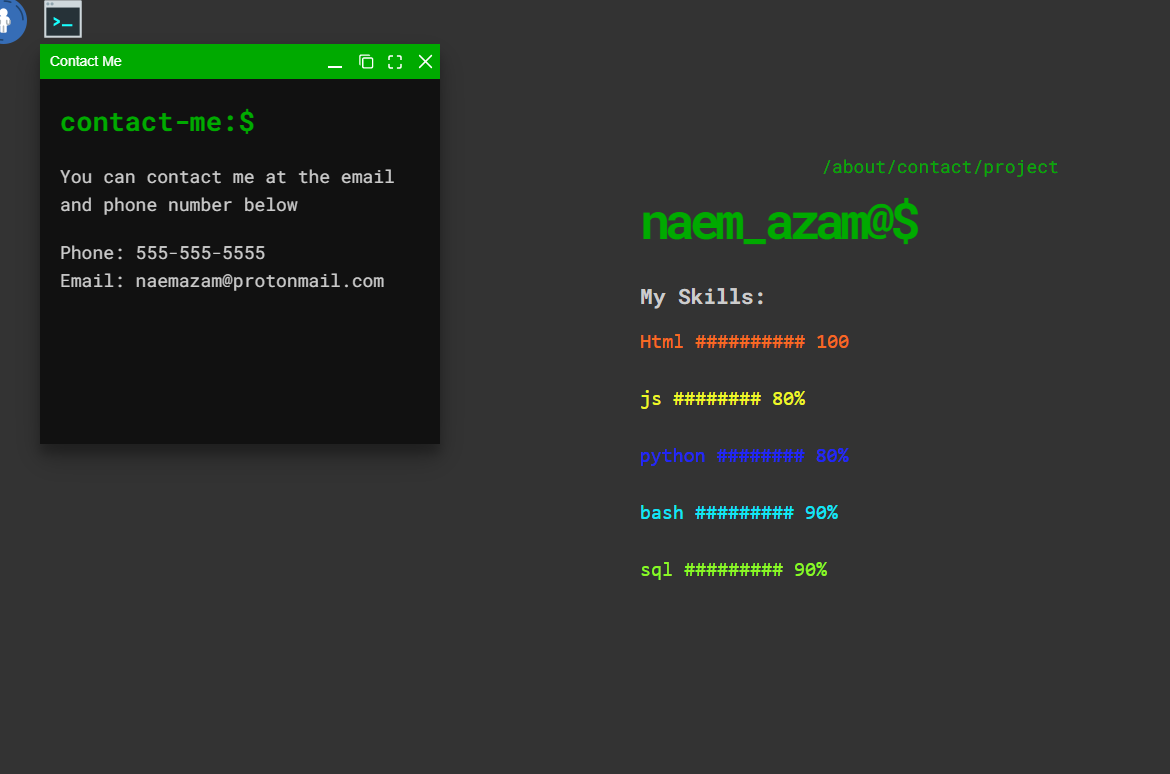 >_
Contact Me
contact-me:$
You can contact me at the email
and phone number below
Phone: 555-555-5555
Email: naemazam@protonmail.com
/about/contact/project
naem_azam@$
My Skills:
Html ########## 100
js ######## 80%
python ######## 80%
bash ######### 90%
sql ######### 90%